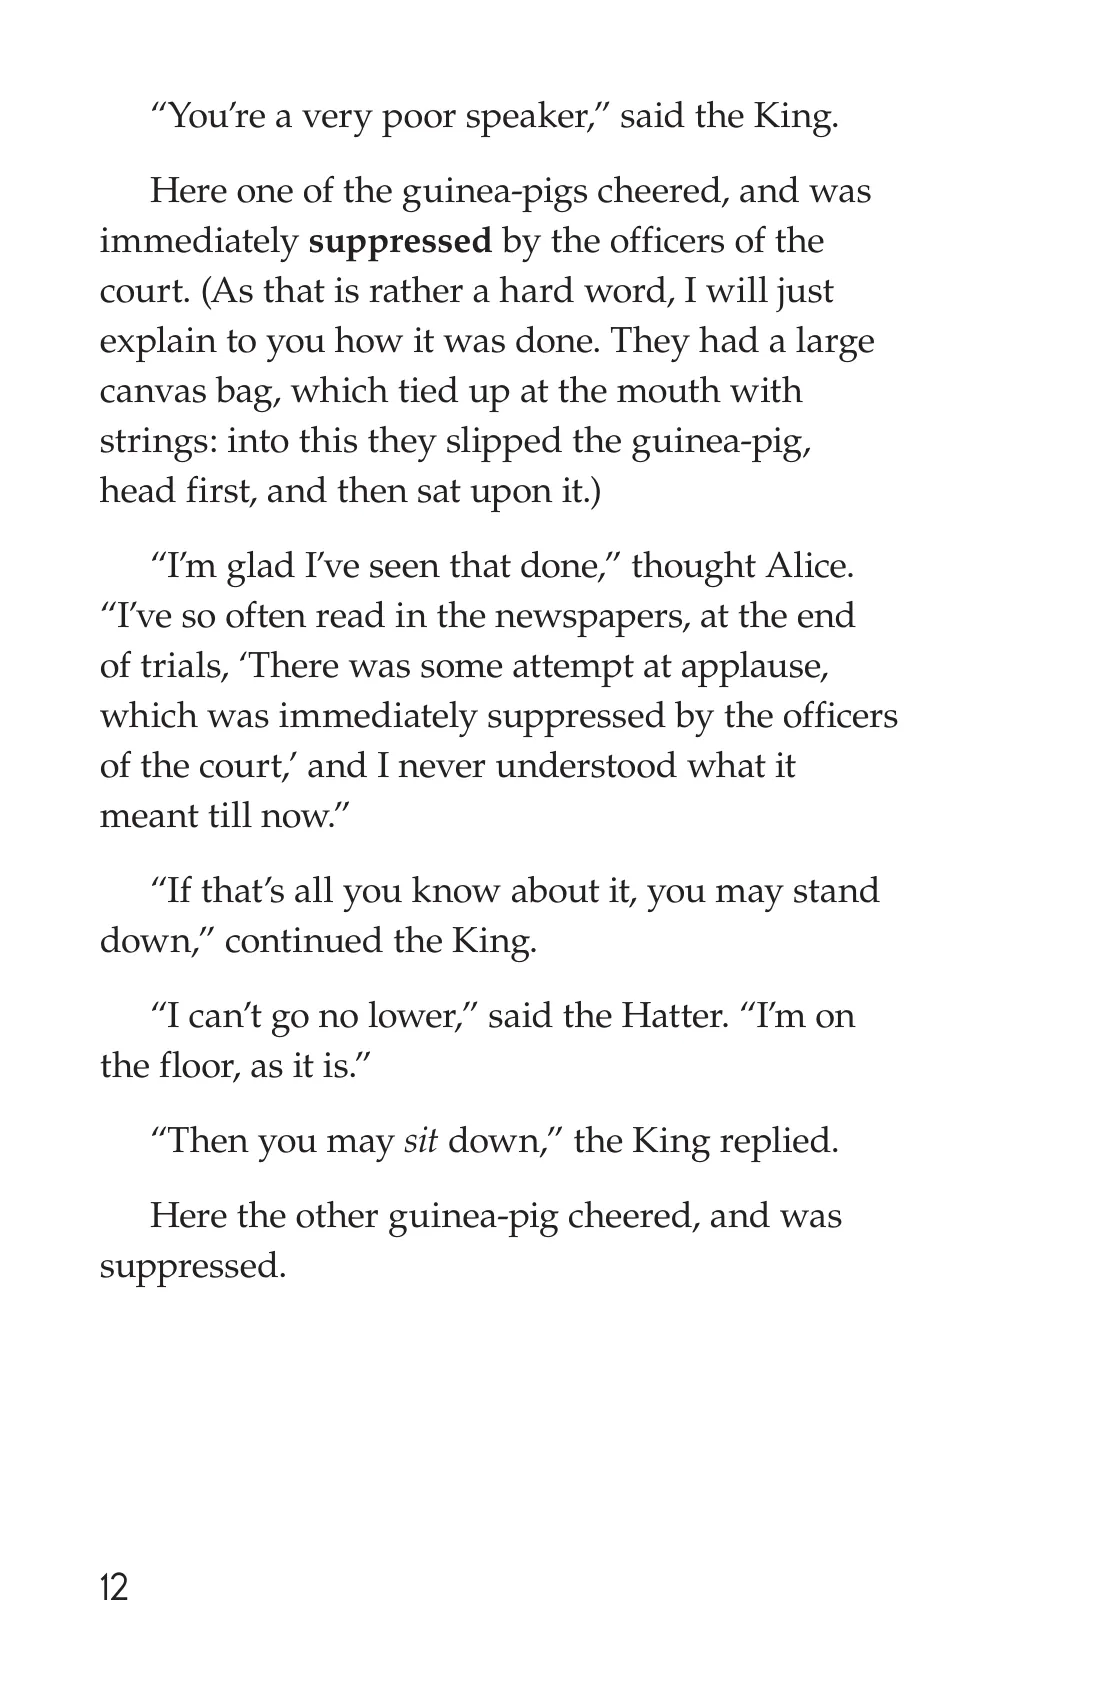 “You’re a very poor speaker,” said the King.
Here one of the guinea-pigs cheered, and was
immediately suppressed by the officers of the
court. (As that is rather a hard word, I will just
explain to you how it was done. They had a large
canvas bag, which tied up at the mouth with
strings: into this they slipped the guinea-pig,
head first, and then sat upon it.)
“I’m glad I’ve seen that done,” thought Alice.
“I’ve so often read in the newspapers, at the end
of trials, ‘There was some attempt at applause,
which was immediately suppressed by the officers
of the court,’ and I never understood what it
meant till now.”
“If that’s all you know about it, you may stand
down,” continued the King.
“I can’t go no lower,” said the Hatter. “I’m on
the floor, as it is.”
“Then you may sit down,” the King replied.
Here the other guinea-pig cheered, and was
suppressed.
12